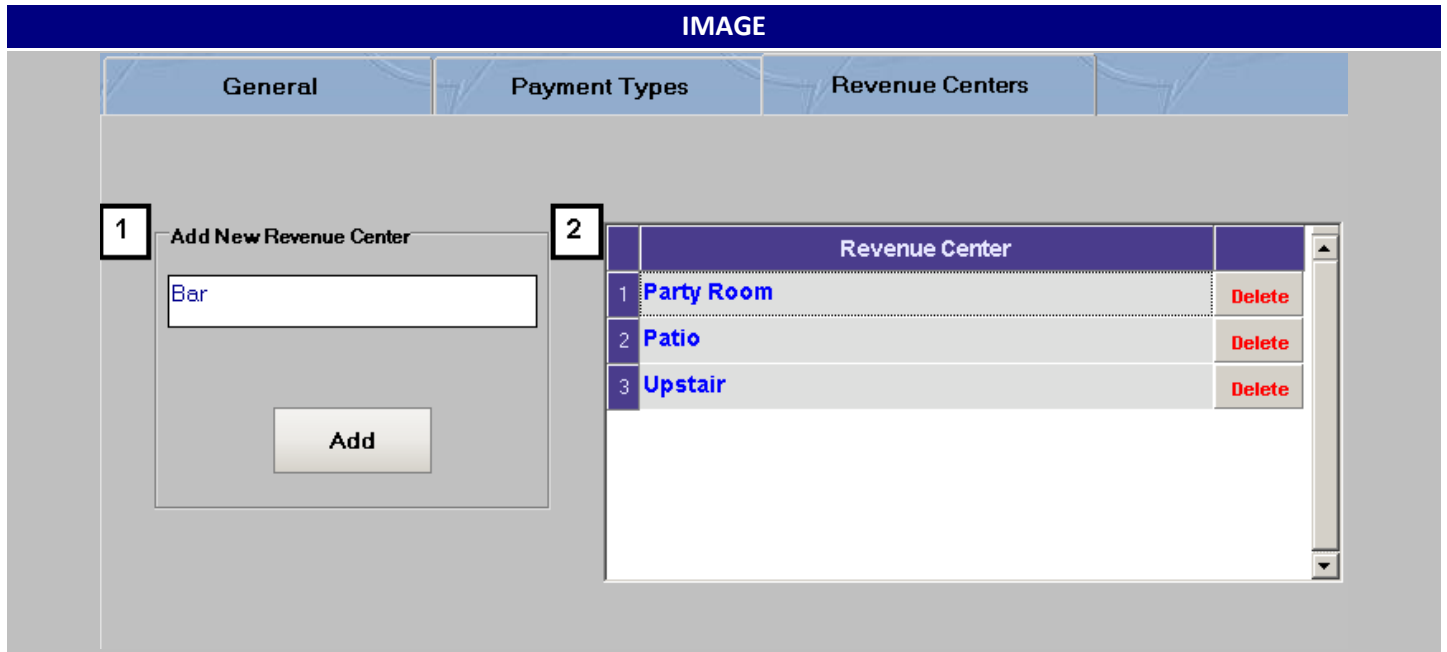 IMAGE
General Payment Types Revenue Centers
1 Add New Revenue Center
Bar
Add
2 Revenue Center
1 Party Room Delete
2 Patio Delete
3 Upstair Delete